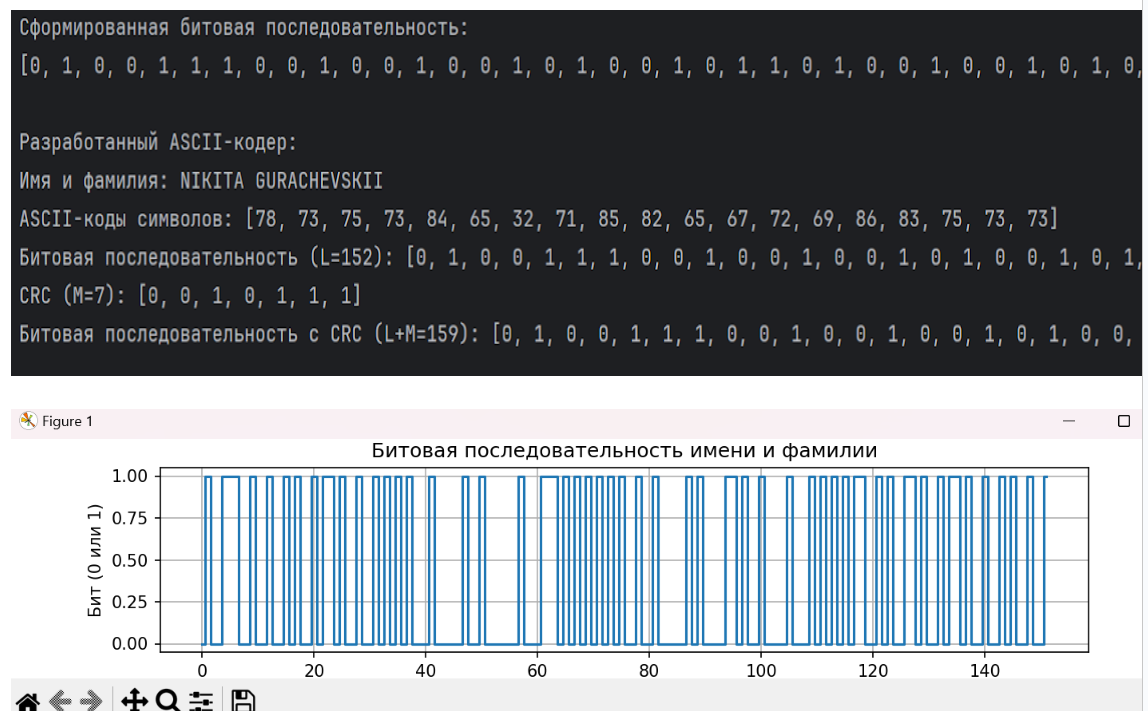 Сформированная битовая последовательность:
[0, 1, 0, 0, 1, 1, 1, 0, 0, 1, 0, 0, 1, 0, 0, 1, 0, 1, 0, 0, 1, 0, 1, 1, 0, 1, 0, 0, 1, 0, 0, 1, 0, 1, 0,
Разработанный ASCII-кодер:
Имя и фамилия: NIKITA GURACHEVSKII
ASCII-коды символов: [78, 73, 75, 73, 84, 65, 32, 71, 85, 82, 65, 67, 72, 69, 86, 83, 75, 73, 73]
Битовая последовательность (L=152): [0, 1, 0, 0, 1, 1, 1, 0, 0, 1, 0, 0, 1, 0, 0, 1, 0, 1, 0, 0, 1, 0, 1,
CRC (M=7): [0, 0, 1, 0, 1, 1, 1]
Битовая последовательность с CRC (L+M=159): [0, 1, 0, 0, 1, 1, 1, 0, 0, 1, 0, 0, 1, 0, 0, 1, 0, 1, 0, 0,
Figure 1
Битовая последовательность имени и фамилии
Бит (0 или 1)
1.00
0.75
0.50
0.25
0.00
0 20 40 60 80 100 120 140